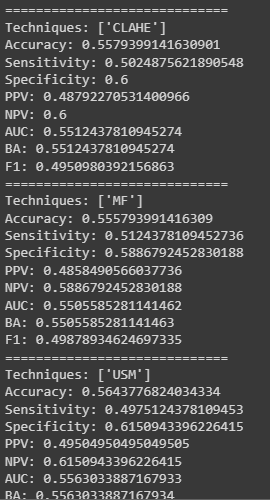 =============================
Techniques: ['CLAHE']
Accuracy: 0.5579399141630901
Sensitivity: 0.5024875621890548
Specificity: 0.6
PPV: 0.48792270531400966
NPV: 0.6
AUC: 0.5512437810945274
BA: 0.5512437810945274
F1: 0.4950980392156863
=============================
Techniques: ['MF']
Accuracy: 0.555793991416309
Sensitivity: 0.5124378109452736
Specificity: 0.5886792452830188
PPV: 0.4858490566037736
NPV: 0.5886792452830188
AUC: 0.5505585281141462
BA: 0.5505585281141463
F1: 0.49878934624697335
=============================
Techniques: ['USM']
Accuracy: 0.5643776824034334
Sensitivity: 0.4975124378109453
Specificity: 0.6150943396226415
PPV: 0.49504950495049505
NPV: 0.6150943396226415
AUC: 0.5563033887167933
BA: 0.5563033887167934